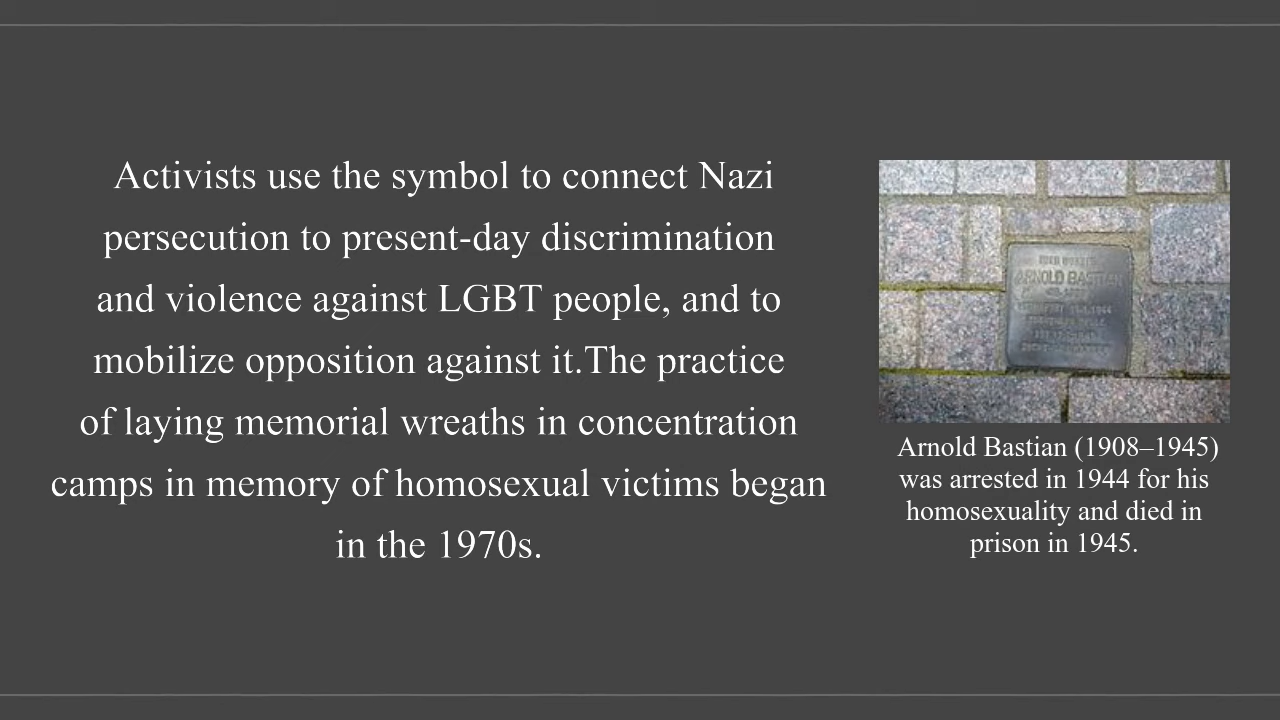 Activists use the symbol to connect Nazi
persecution to present-day discrimination
and violence against LGBT people, and to
mobilize opposition against it.The practice
of laying memorial wreaths in concentration
camps in memory of homosexual victims began
in the 1970s.
ARNOLD BASTIAN
Arnold Bastian (1908–1945)
was arrested in 1944 for his
homosexuality and died in
prison in 1945.